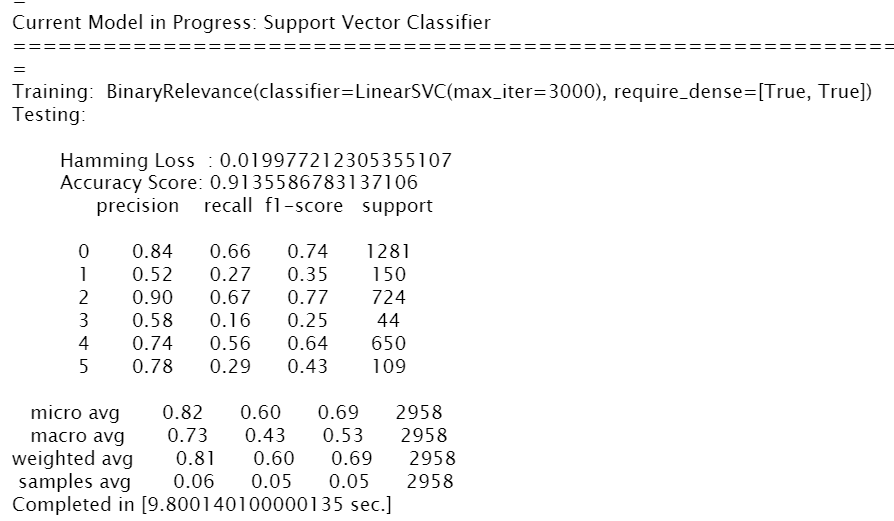 =
Current Model in Progress: Support Vector Classifier
===========================================================
=
Training:  BinaryRelevance(classifier=LinearSVC(max_iter=3000), require_dense=[True, True])
Testing:
Hamming Loss  : 0.019977212305355107
Accuracy Score: 0.9135586783137106
precision    recall  f1-score   support
0       0.84      0.66      0.74      1281
1       0.52      0.27      0.35       150
2       0.90      0.67      0.77       724
3       0.58      0.16      0.25        44
4       0.74      0.56      0.64       650
5       0.78      0.29      0.43       109
micro avg       0.82      0.60      0.69      2958
macro avg       0.73      0.43      0.53      2958
weighted avg       0.81      0.60      0.69      2958
samples avg       0.06      0.05      0.05      2958
Completed in [9.800140100000135 sec.]